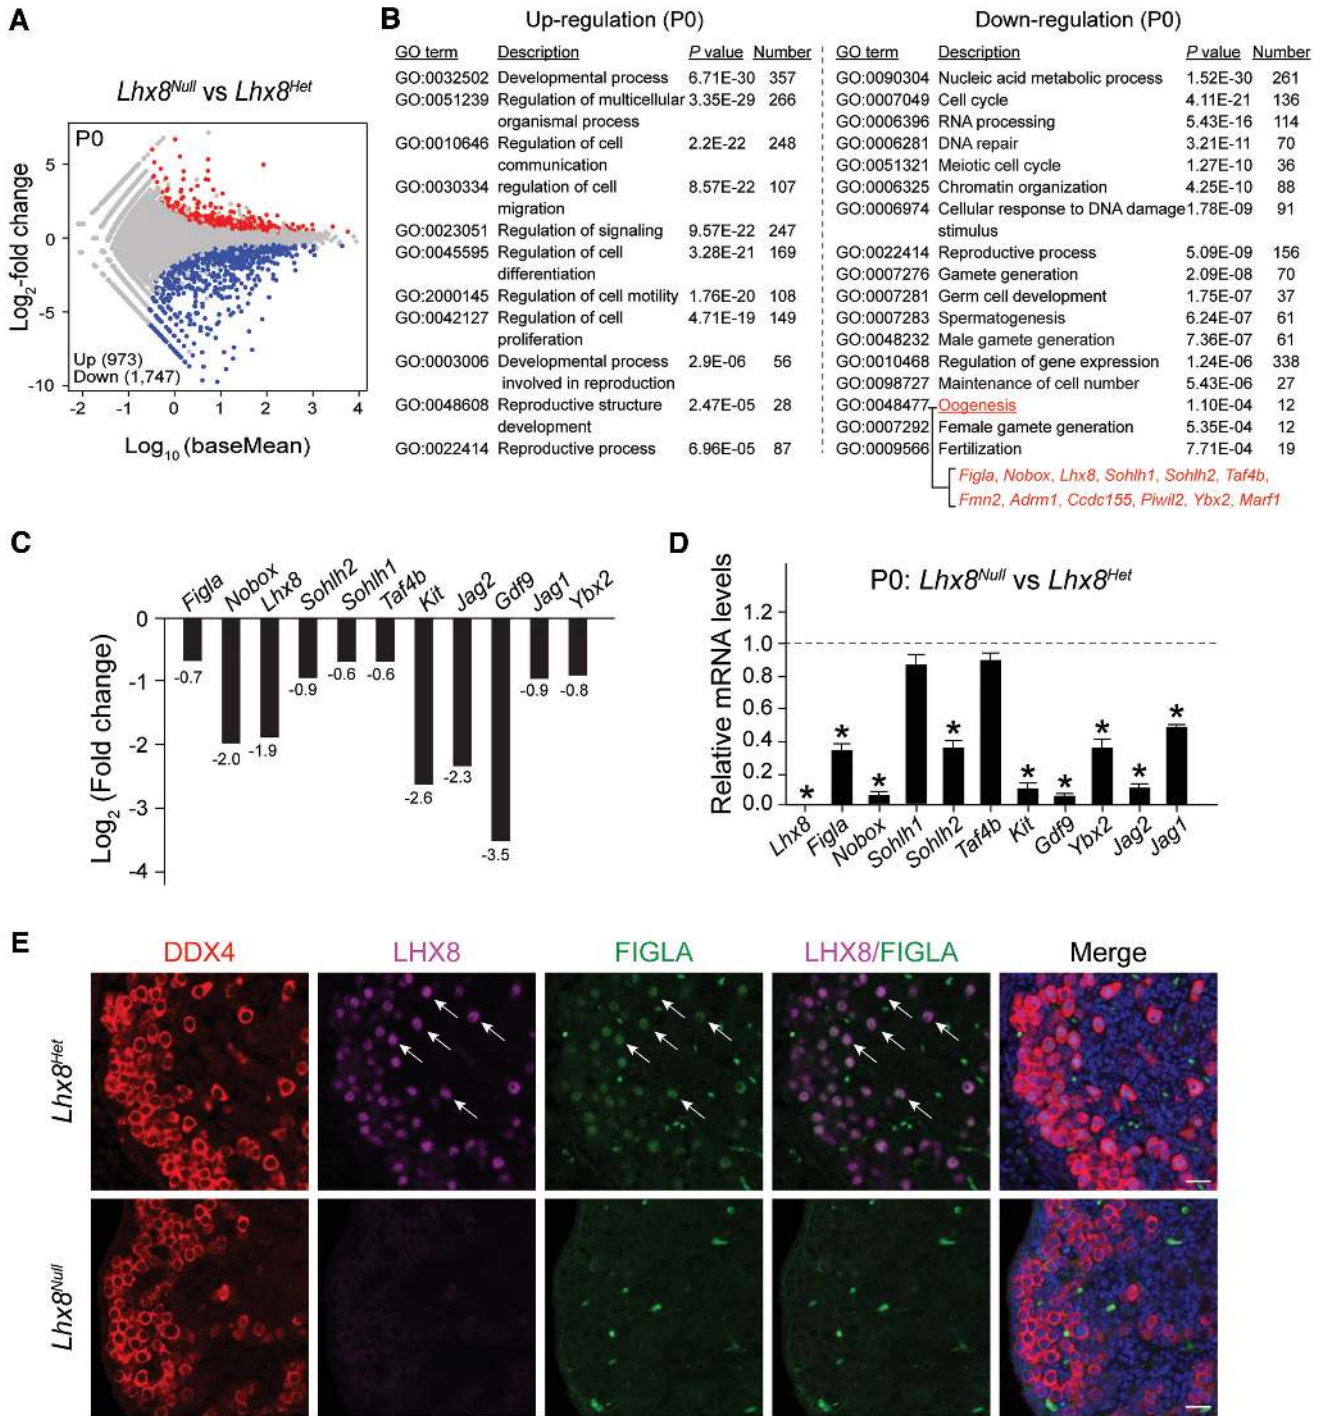 A
Lhx8Null vs Lhx8Het
P0
Log2-fold change
5
0
-5
-10
Up (973)
Down (1,747)
-2 -1 0 1 2 3 4
Log10 (baseMean)
B
Up-regulation (P0)
GO term Description P value Number
GO:0032502 Developmental process 6.71E-30 357
GO:0051239 Regulation of multicellular 3.35E-29 266
organismal process
GO:0010646 Regulation of cell 2.2E-22 248
communication
GO:0030334 regulation of cell 8.57E-22 107
migration
GO:0023051 Regulation of signaling 9.57E-22 247
GO:0045595 Regulation of cell 3.28E-21 169
differentiation
GO:2000145 Regulation of cell motility 1.76E-20 108
GO:0042127 Regulation of cell 4.71E-19 149
proliferation
GO:0003006 Developmental process 2.9E-06 56
involved in reproduction
GO:0048608 Reproductive structure 2.47E-05 28
development
GO:0022414 Reproductive process 6.96E-05 87
Down-regulation (P0)
GO term Description P value Number
GO:0090304 Nucleic acid metabolic process 1.52E-30 261
GO:0007049 Cell cycle 4.11E-21 136
GO:0006396 RNA processing 5.43E-16 114
GO:0006281 DNA repair 3.21E-11 70
GO:0051321 Meiotic cell cycle 1.27E-10 36
GO:0006325 Chromatin organization 4.25E-10 88
GO:0006974 Cellular response to DNA damage 1.78E-09 91
stimulus
GO:0022414 Reproductive process 5.09E-09 156
GO:0007276 Gamete generation 2.09E-08 70
GO:0007281 Germ cell development 1.75E-07 37
GO:0007283 Spermatogenesis 6.24E-07 61
GO:0048232 Male gamete generation 7.36E-07 61
GO:0010468 Regulation of gene expression 1.24E-06 338
GO:0098727 Maintenance of cell number 5.43E-06 27
GO:0048477 Oogenesis 1.10E-04 12
GO:0007292 Female gamete generation 5.35E-04 12
GO:0009566 Fertilization 7.71E-04 19
Figla, Nobox, Lhx8, Sohlh1, Sohlh2, Taf4b,
Fmn2, Adrm1, Ccdc155, Piwil2, Ybx2, Marf1
C
Figla Nobox Lhx8 Sohlh2 Sohlh1 Taf4b Kit Jag2 Gdf9 Jag1 Ybx2
Log2 (Fold change)
0
-1
-2
-3
-4
-0.7 -2.0 -1.9 -0.9 -0.6 -0.6 -2.6 -2.3 -3.5 -0.9 -0.8
D
P0: Lhx8Null vs Lhx8Het
Relative mRNA levels
1.2
1.0
0.8
0.6
0.4
0.2
0.0
* * * * * * * * *
Lhx8 Figla Nobox Sohlh1 Sohlh2 Taf4b Kit Gdf9 Ybx2 Jag2 Jag1
E
DDX4 LHX8 FIGLA LHX8/FIGLA Merge
Lhx8Het
Lhx8Null